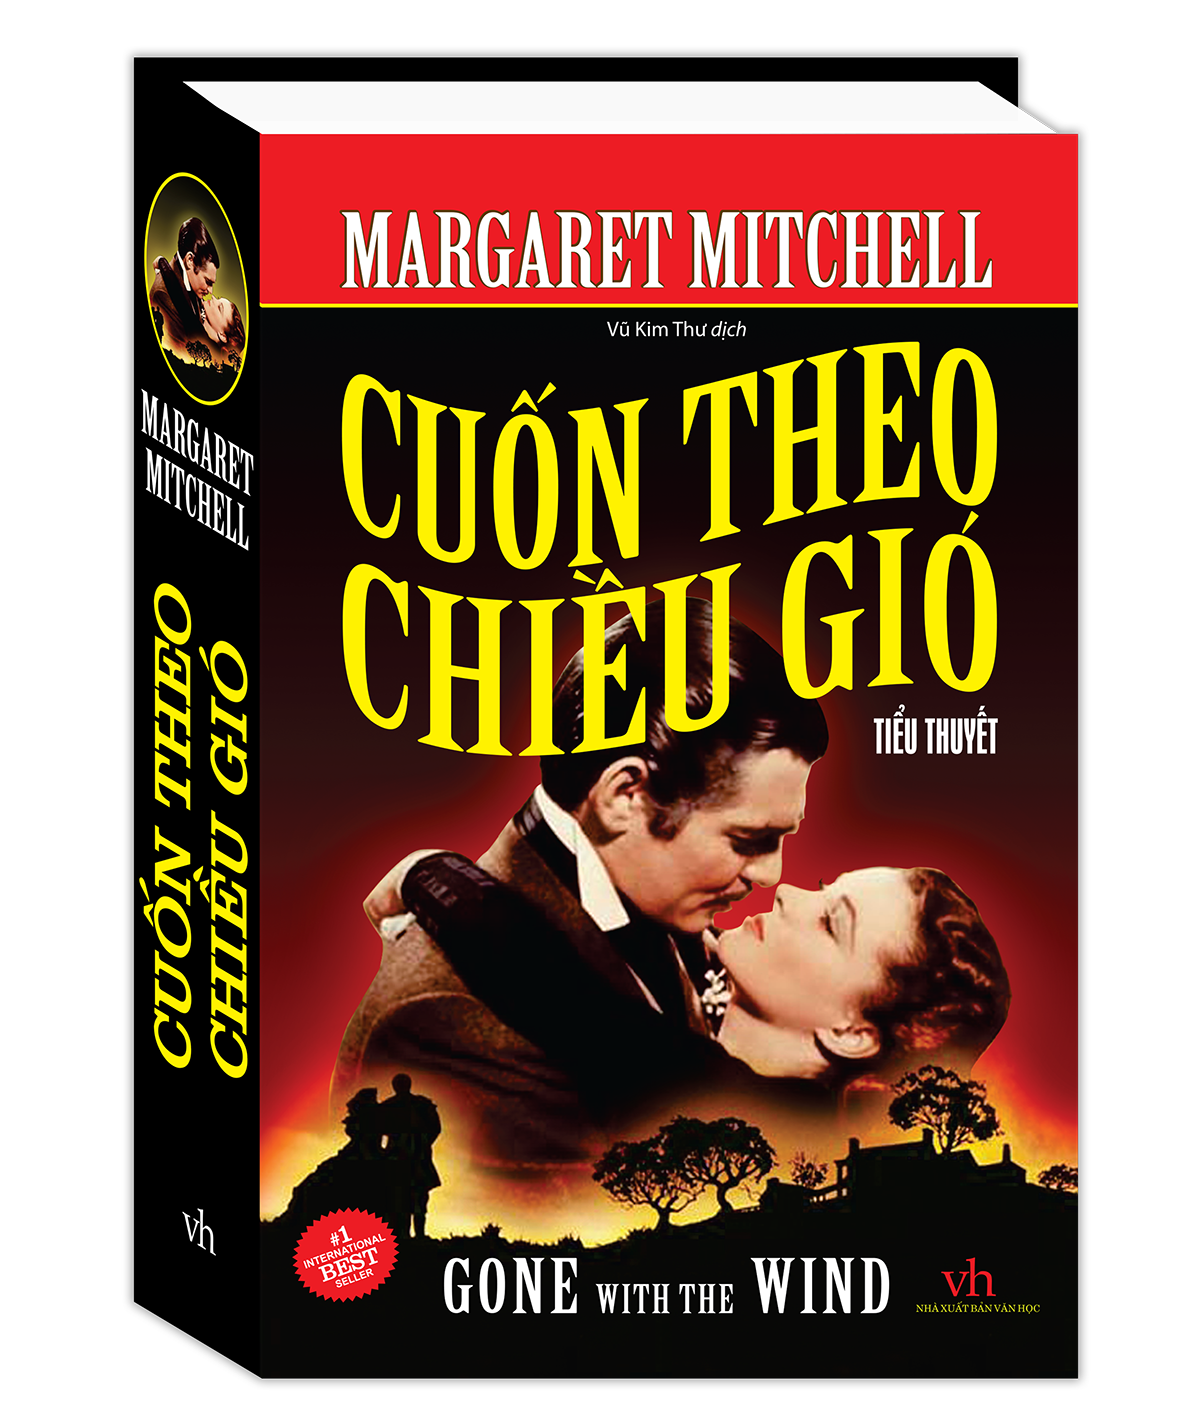 MARGARET MITCHELL
Vũ Kim Thư dịch
CUỐN THEO
CHIỀU GIÓ
TIỂU THUYẾT
#1
INTERNATIONAL
BEST
SELLER
GONE WITH THE WIND
vh
NHÀ XUẤT BẢN VĂN HỌC
MARGARET
MITCHELL
CUỐN THEO
CHIỀU GIÓ
vh